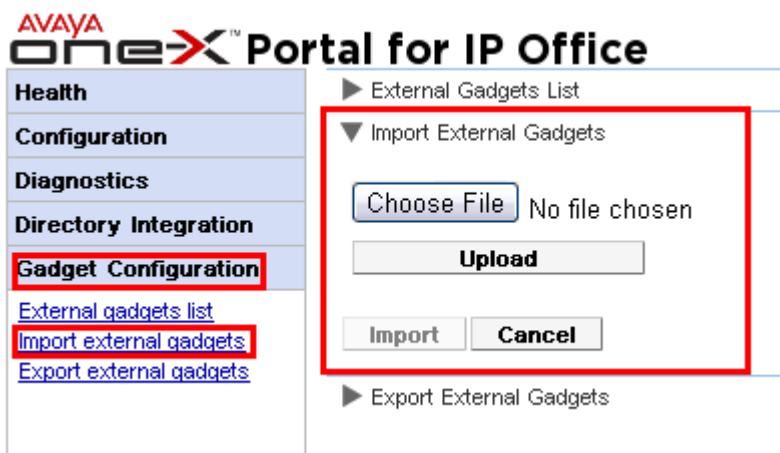 AVAYA
one-X™ Portal for IP Office
Health
Configuration
Diagnostics
Directory Integration
Gadget Configuration
External gadgets list
Import external gadgets
Export external gadgets
External Gadgets List
Import External Gadgets
Choose File No file chosen
Upload
Import Cancel
Export External Gadgets